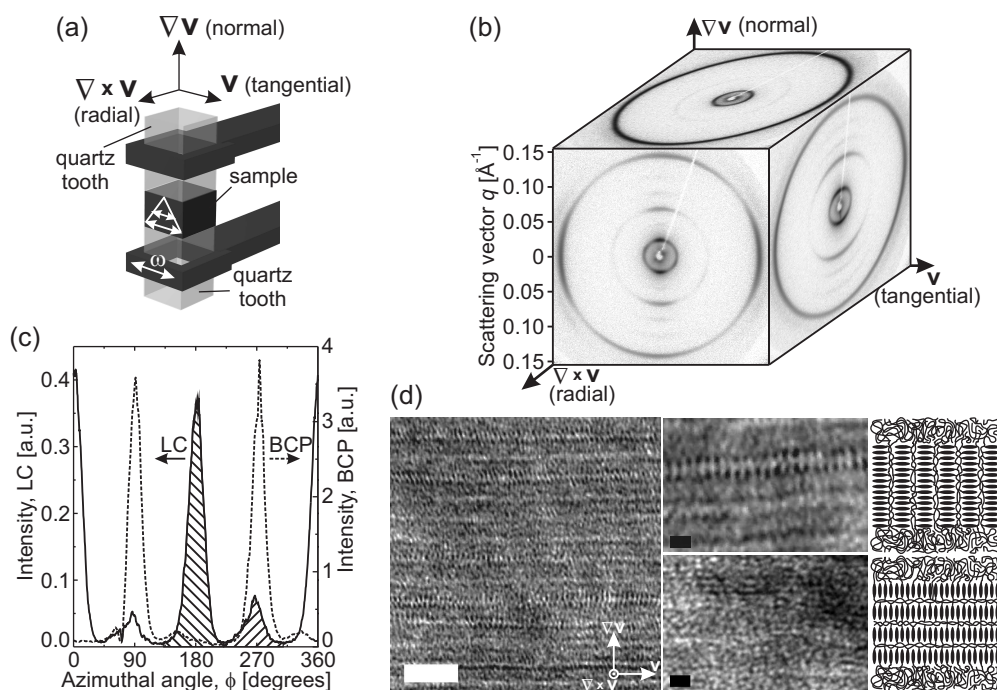 (a)
∇ v
(normal)
∇ x v
v (tangential)
(radial)
quartz
tooth
sample
ω
quartz
tooth
(b)
∇ v (normal)
Scattering vector q [Å-1]
0.15
0.10
0.05
0
0.05
0.10
0.15
v
(tangential)
∇ x v
(radial)
(c)
Intensity, LC [a.u.]
0.4
0.3
0.2
0.1
0.0
LC
BCP
4
3
2
1
0
Intensity, BCP [a.u.]
0 90 180 270 360
Azimuthal angle, ϕ [degrees]
(d)
∇ v
v
∇ x v